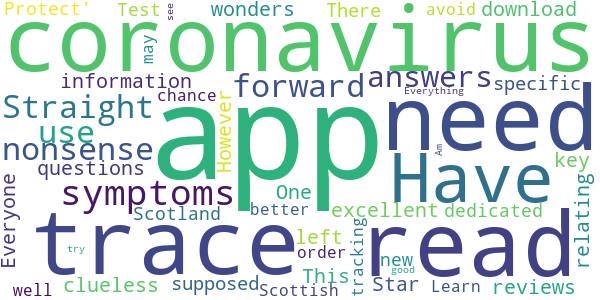 Protect' Test wonders There avoid download
see
coronavirus
may
information forward answers specific
chance Everything
Straight app need
use However
nonsense Am
questions Have key
Everyone symptoms One relating
Scotland better excellent dedicated
trace left tracking read
order new
try This good
well clueless supposed Scottish Star Learn reviews